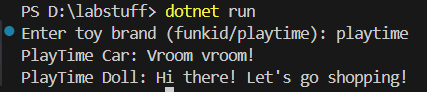 PS D:\labstuff> dotnet run
Enter toy brand (funkid/playtime): playtime
PlayTime Car: Vroom vroom!
PlayTime Doll: Hi there! Let's go shopping!